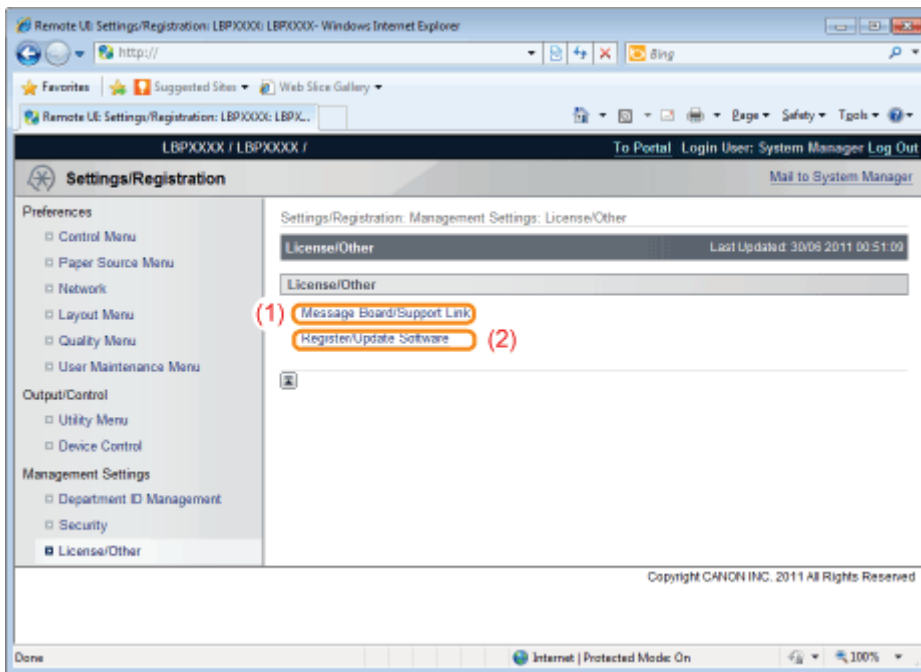 Remote UI: Settings/Registration: LBPXXXX: LBPXXXX- Windows Internet Explorer
http://
Bing
Favorites
Suggested Sites
Web Slice Gallery
Remote UI: Settings/Registration: LBPXXXX: LBPX...
Page
Safety
Tools
LBPXXXX / LBPXXXX /
To Portal Login User: System Manager Log Out
Settings/Registration
Mail to System Manager
Preferences
Control Menu
Paper Source Menu
Network
Layout Menu
Quality Menu
User Maintenance Menu
Output/Control
Utility Menu
Device Control
Management Settings
Department ID Management
Security
License/Other
Settings/Registration: Management Settings: License/Other
License/Other
Last Updated: 30/06 2011 00:51:09
License/Other
(1) Message Board/Support Link
Register/Update Software (2)
Copyright CANON INC. 2011 All Rights Reserved
Done
Internet | Protected Mode: On
100%